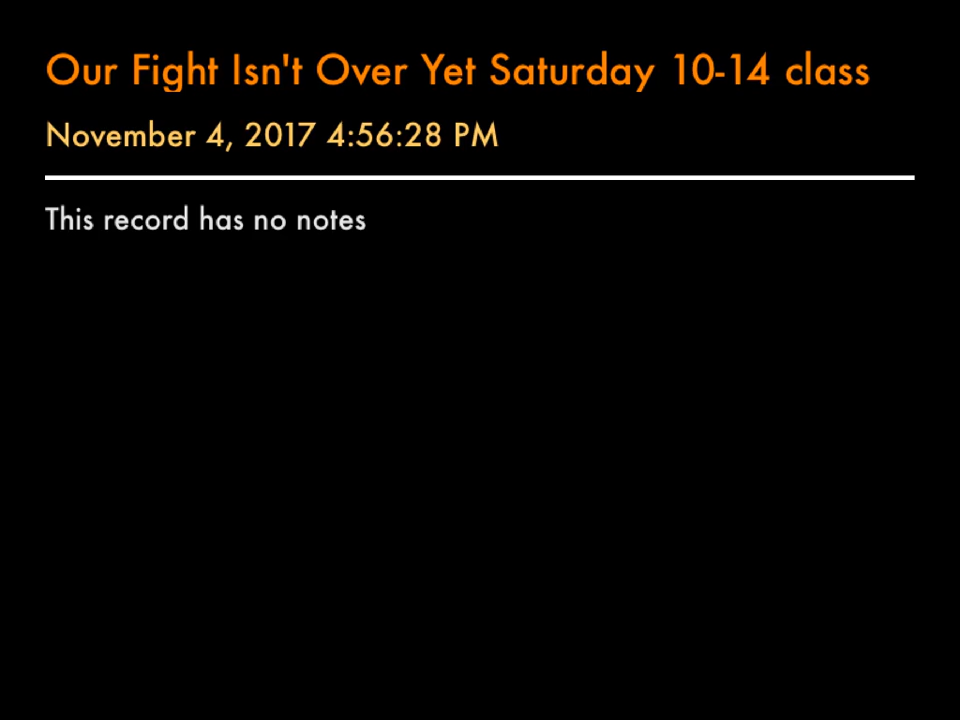 Our Fight Isn't Over Yet Saturday 10-14 class
November 4, 2017 4:56:28 PM
This record has no notes